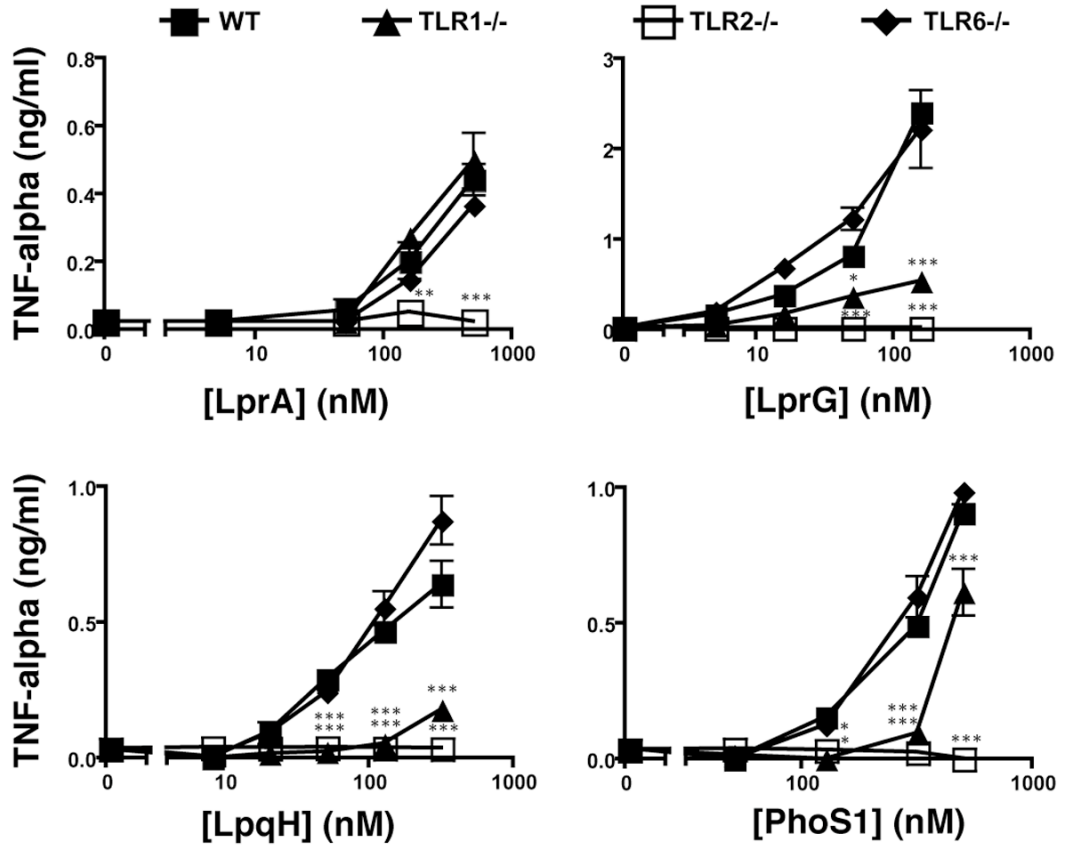 WT TLR1-/- TLR2-/- TLR6-/-
TNF-alpha (ng/ml)
0.8
0.6
0.4
0.2
0.0
** ***
0 10 100 1000
[LprA] (nM)
3
2
1
0
* ***
*** ***
0 10 100 1000
[LprG] (nM)
TNF-alpha (ng/ml)
1.0
0.5
0.0
***
*** ***
*** *** ***
0 10 100 1000
[LpqH] (nM)
1.0
0.5
0.0
***
***
* ***
* ***
0 100 1000
[PhoS1] (nM)